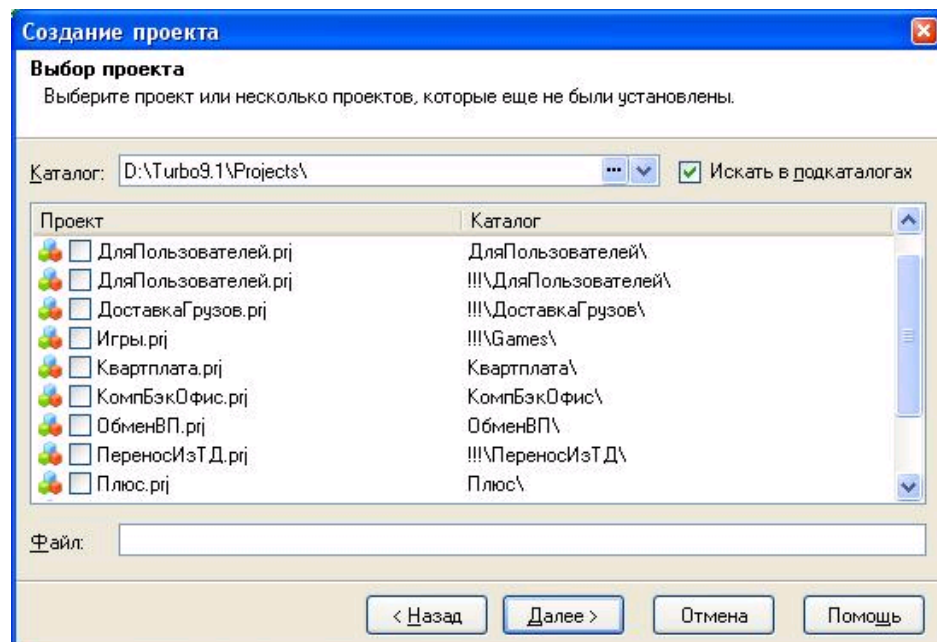 Создание проекта
Выбор проекта
Выберите проект или несколько проектов, которые еще не были установлены.
Каталог: D:\Turbo9.1\Projects\ ... Искать в подкаталогах
Проект Каталог
ДляПользователей.prj ДляПользователей\
ДляПользователей.prj !!!\ДляПользователей\
ДоставкаГрузов.prj !!!\ДоставкаГрузов\
Игры.prj !!!\Games\
Квартплата.prj Квартплата\
КомпБэкОфис.prj КомпБэкОфис\
ОбменВП.prj ОбменВП\
ПереносИзТД.prj !!!\ПереносИзТД\
Плюс.prj Плюс\
Файл:
< Назад Далее > Отмена Помощь